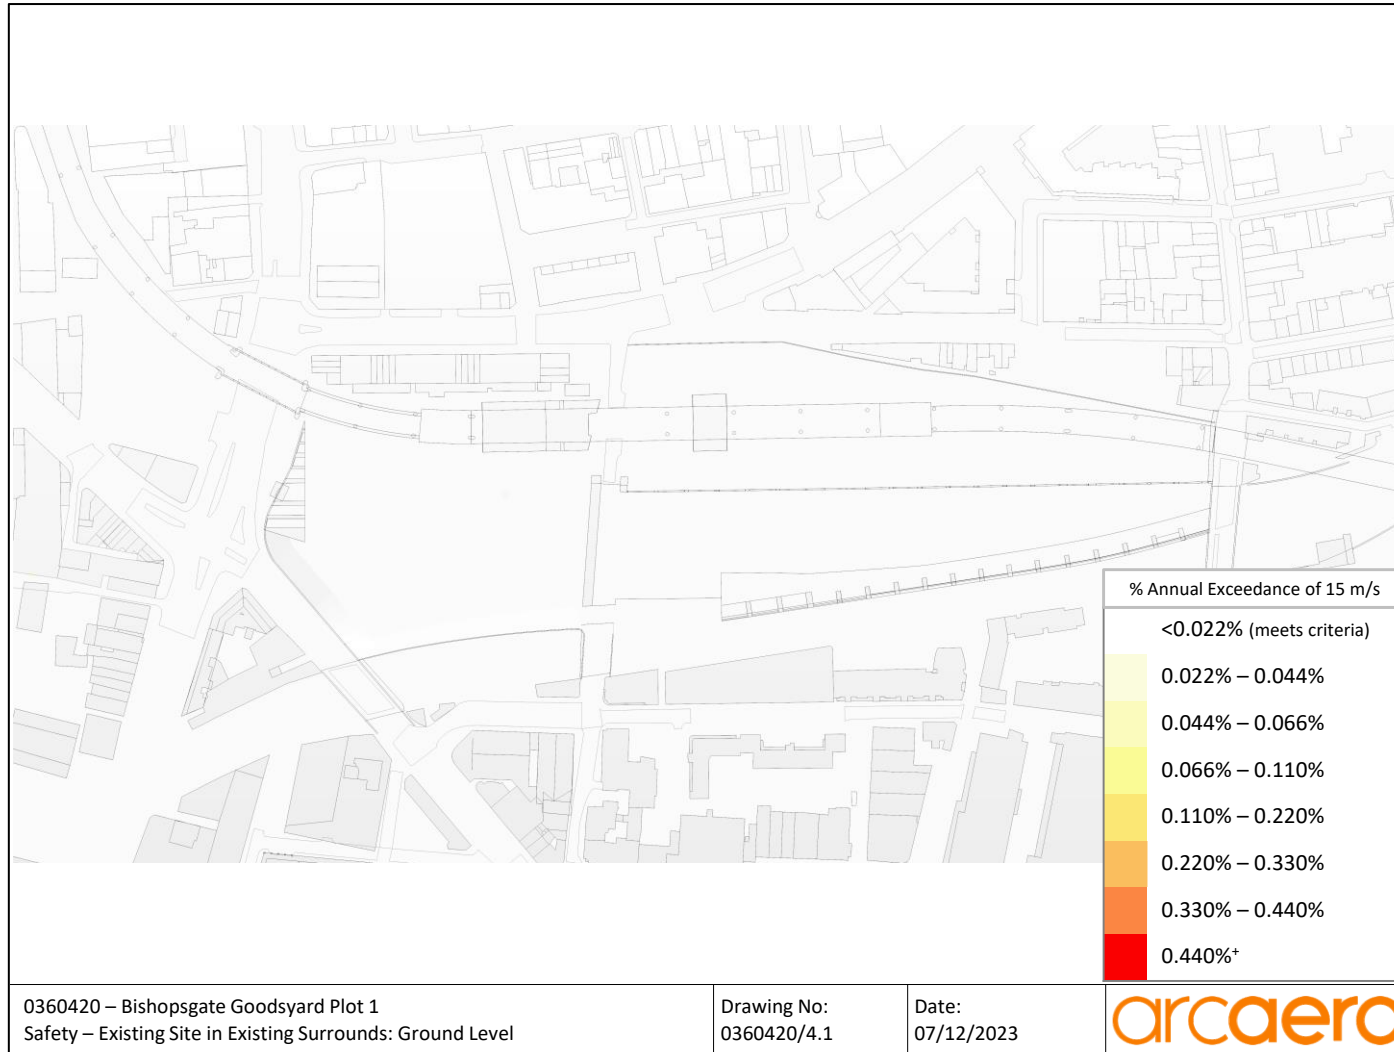 % Annual Exceedance of 15 m/s
<0.022% (meets criteria)
0.022% – 0.044%
0.044% – 0.066%
0.066% – 0.110%
0.110% – 0.220%
0.220% – 0.330%
0.330% – 0.440%
0.440%+
0360420 – Bishopsgate Goodsyard Plot 1
Safety – Existing Site in Existing Surrounds: Ground Level
Drawing No:
0360420/4.1
Date:
07/12/2023
arcaero